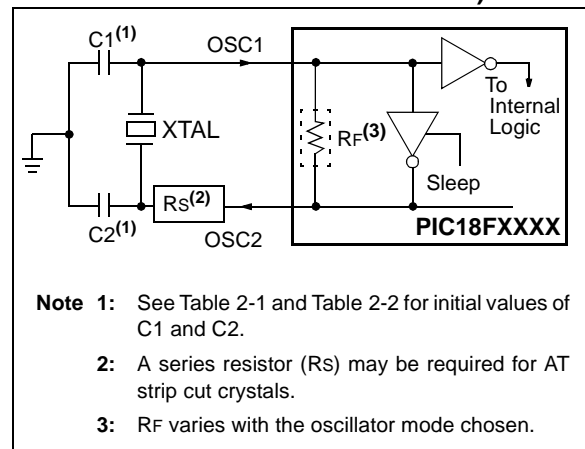 C1(1)
OSC1
To
Internal
Logic
XTAL
RF(3)
Sleep
RS(2)
C2(1)
OSC2
PIC18FXXXX
Note 1: See Table 2-1 and Table 2-2 for initial values of
C1 and C2.
2: A series resistor (RS) may be required for AT
strip cut crystals.
3: RF varies with the oscillator mode chosen.